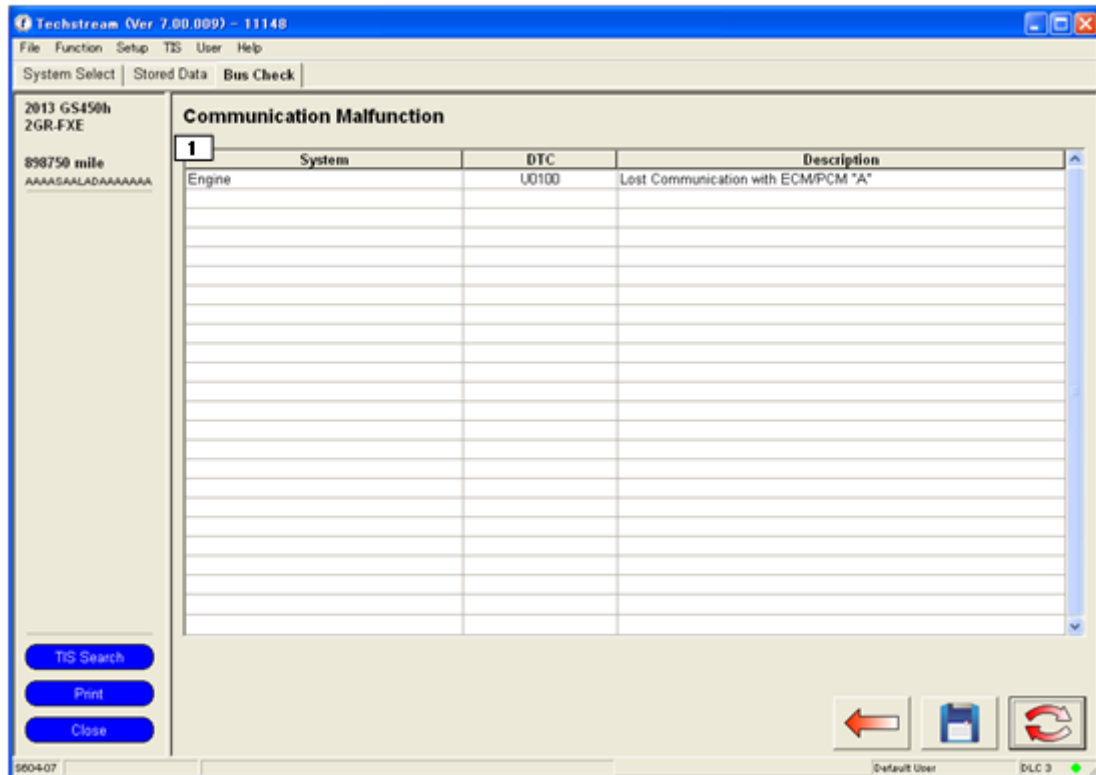 Techstream (Ver 7.00.009) - 11148
File Function Setup TIS User Help
System Select Stored Data Bus Check
2013 GS450h
2GR-FXE
898750 mile
AAAASAALADAAAAAAA
Communication Malfunction
1
System DTC Description
Engine U0100 Lost Communication with ECM/PCM "A"
TIS Search
Print
Close
S604-07 Default User DLC 3